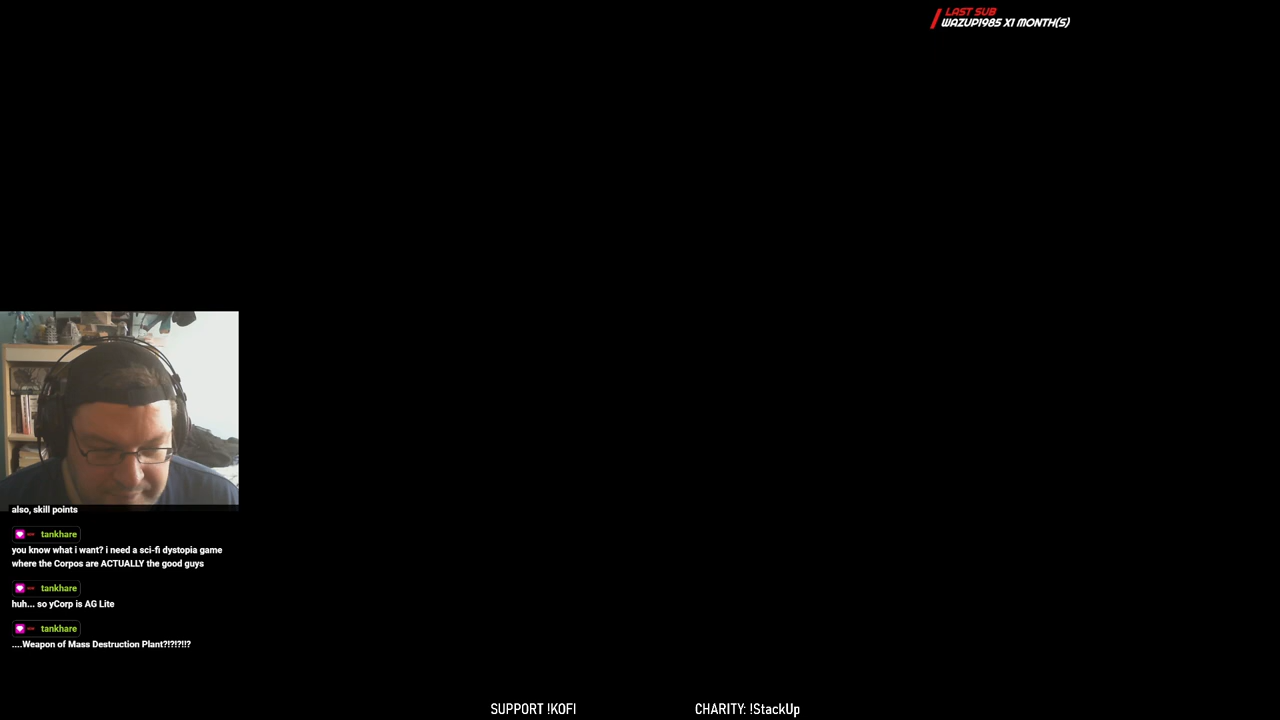 LAST SUB
WAZUP1985 X1 MONTH(S)
also, skill points
tankhare
you know what i want? i need a sci-fi dystopia game
where the Corpos are ACTUALLY the good guys
tankhare
huh... so yCorp is AG Lite
tankhare
....Weapon of Mass Destruction Plant?!?!?!!?
SUPPORT !KOFI
CHARITY: !StackUp